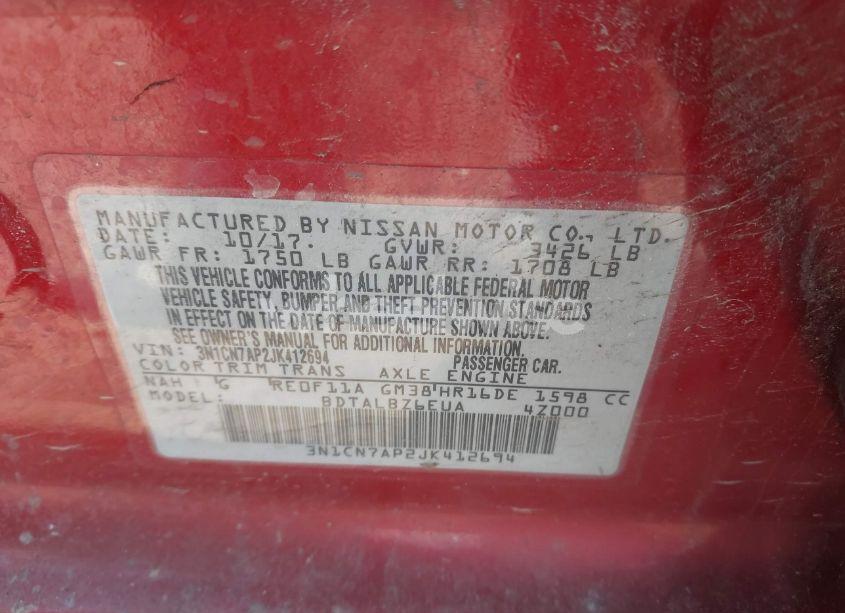 MANUFACTURED BY NISSAN MOTOR CO., LTD.
DATE: 10/17. GVWR: 3426 LB
GAWR FR: 1750 LB GAWR RR: 1708 LB
THIS VEHICLE CONFORMS TO ALL APPLICABLE FEDERAL MOTOR
VEHICLE SAFETY, BUMPER AND THEFT PREVENTION STANDARDS
IN EFFECT ON THE DATE OF MANUFACTURE SHOWN ABOVE.
SEE OWNER'S MANUAL FOR ADDITIONAL INFORMATION.
VIN: 3N1CN7AP2JK412694 PASSENGER CAR.
COLOR TRIM TRANS AXLE ENGINE
NAH G RE0F11A GM38 HR16DE 1598 CC
MODEL: BDTALBZ6EUA 4Z000
3N1CN7AP2JK412694